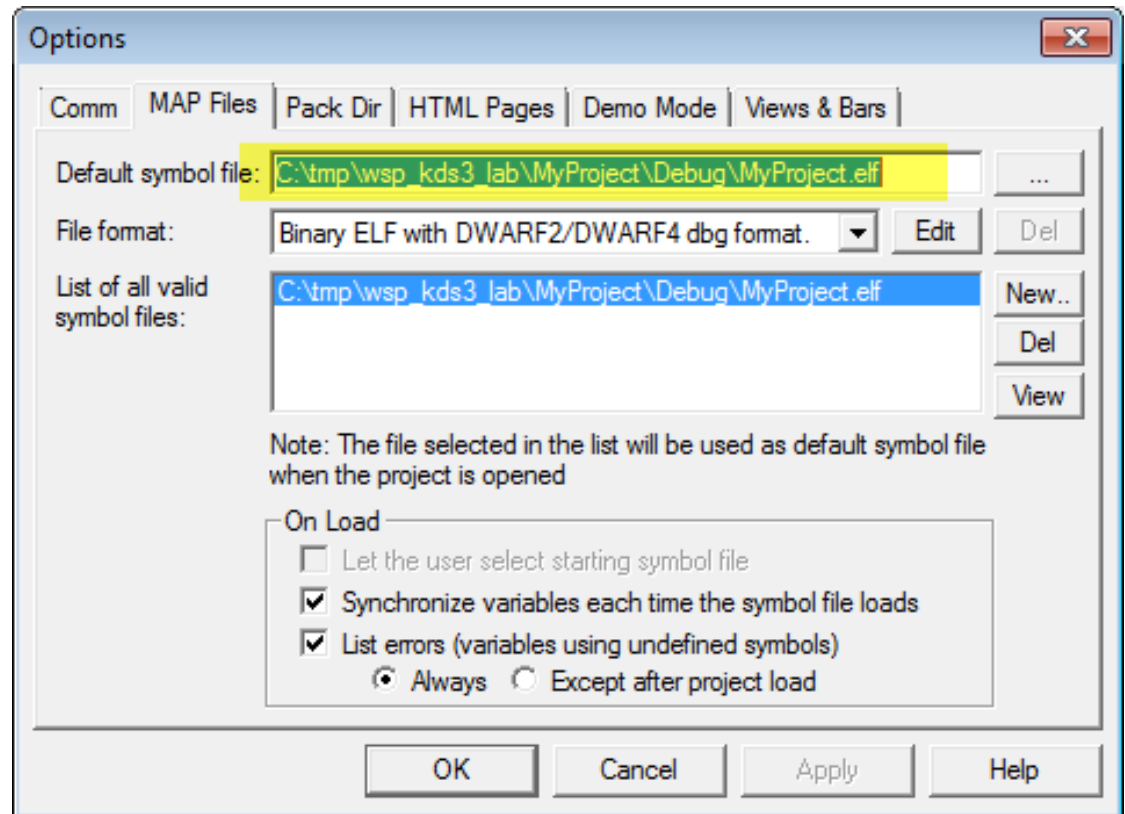 Options
Comm MAP Files Pack Dir HTML Pages Demo Mode Views & Bars
Default symbol file: C:\tmp\wsp_kds3_lab\MyProject\Debug\MyProject.elf ...
File format: Binary ELF with DWARF2/DWARF4 dbg format. Edit Del
List of all valid
symbol files:
C:\tmp\wsp_kds3_lab\MyProject\Debug\MyProject.elf
New..
Del
View
Note: The file selected in the list will be used as default symbol file
when the project is opened
On Load
Let the user select starting symbol file
Synchronize variables each time the symbol file loads
List errors (variables using undefined symbols)
Always Except after project load
OK Cancel Apply Help